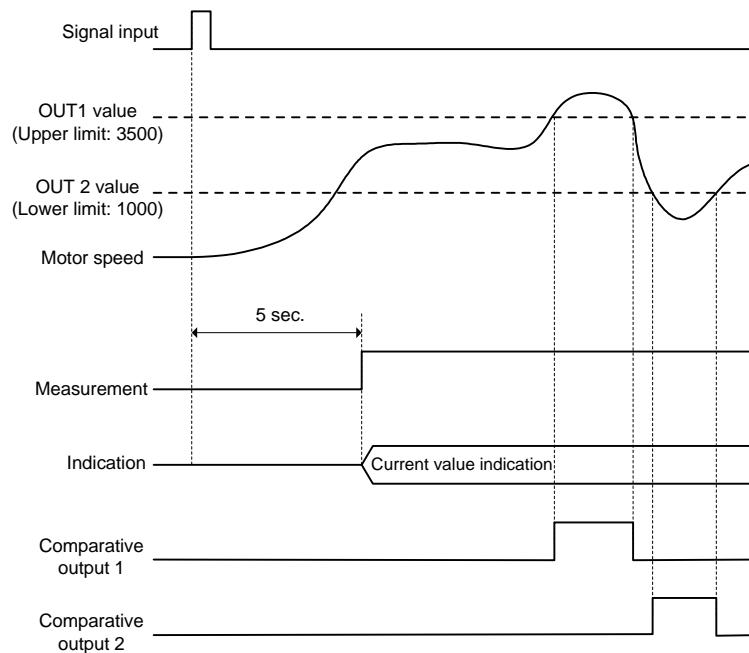 Signal input
OUT1 value
(Upper limit: 3500)
OUT 2 value
(Lower limit: 1000)
Motor speed
5 sec.
Measurement
Indication
Current value indication
Comparative
output 1
Comparative
output 2